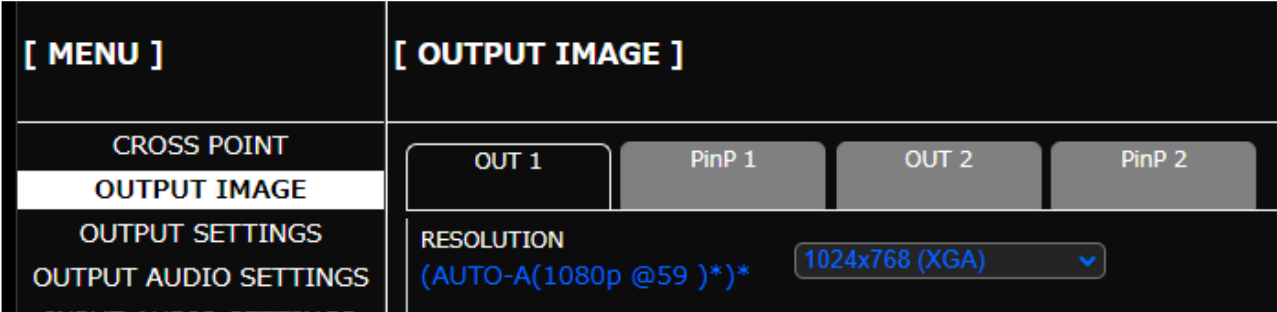 [ MENU ]
[ OUTPUT IMAGE ]
CROSS POINT
OUTPUT IMAGE
OUTPUT SETTINGS
OUTPUT AUDIO SETTINGS
OUT 1
PinP 1
OUT 2
PinP 2
RESOLUTION
(AUTO-A(1080p @59 )*)*
1024x768 (XGA)